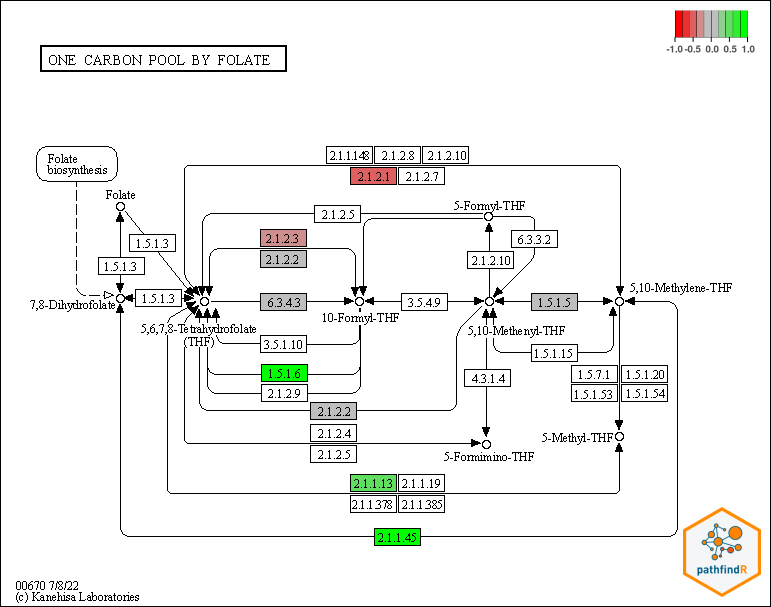 -1.0 -0.5 0.0 0.5 1.0
ONE CARBON POOL BY FOLATE
Folate
biosynthesis
2.1.1.148 2.1.2.8 2.1.2.10
2.1.2.1 2.1.2.7
Folate
2.1.2.5
5-Formyl-THF
1.5.1.3
2.1.2.3
6.3.3.2
1.5.1.3
2.1.2.2
2.1.2.10
7,8-Dihydrofolate
1.5.1.3
6.3.4.3
3.5.4.9
1.5.1.5
5,10-Methylene-THF
5,6,7,8-Tetrahydrofolate
(THF)
10-Formyl-THF
5,10-Methenyl-THF
3.5.1.10
1.5.1.15
1.5.1.6
4.3.1.4
1.5.7.1 1.5.1.20
2.1.2.9
1.5.1.53 1.5.1.54
2.1.2.2
2.1.2.4
5-Methyl-THF
2.1.2.5
5-Formimino-THF
2.1.1.13 2.1.1.19
2.1.1.378 2.1.1.385
2.1.1.45
pathfindR
00670 7/8/22
(c) Kanehisa Laboratories